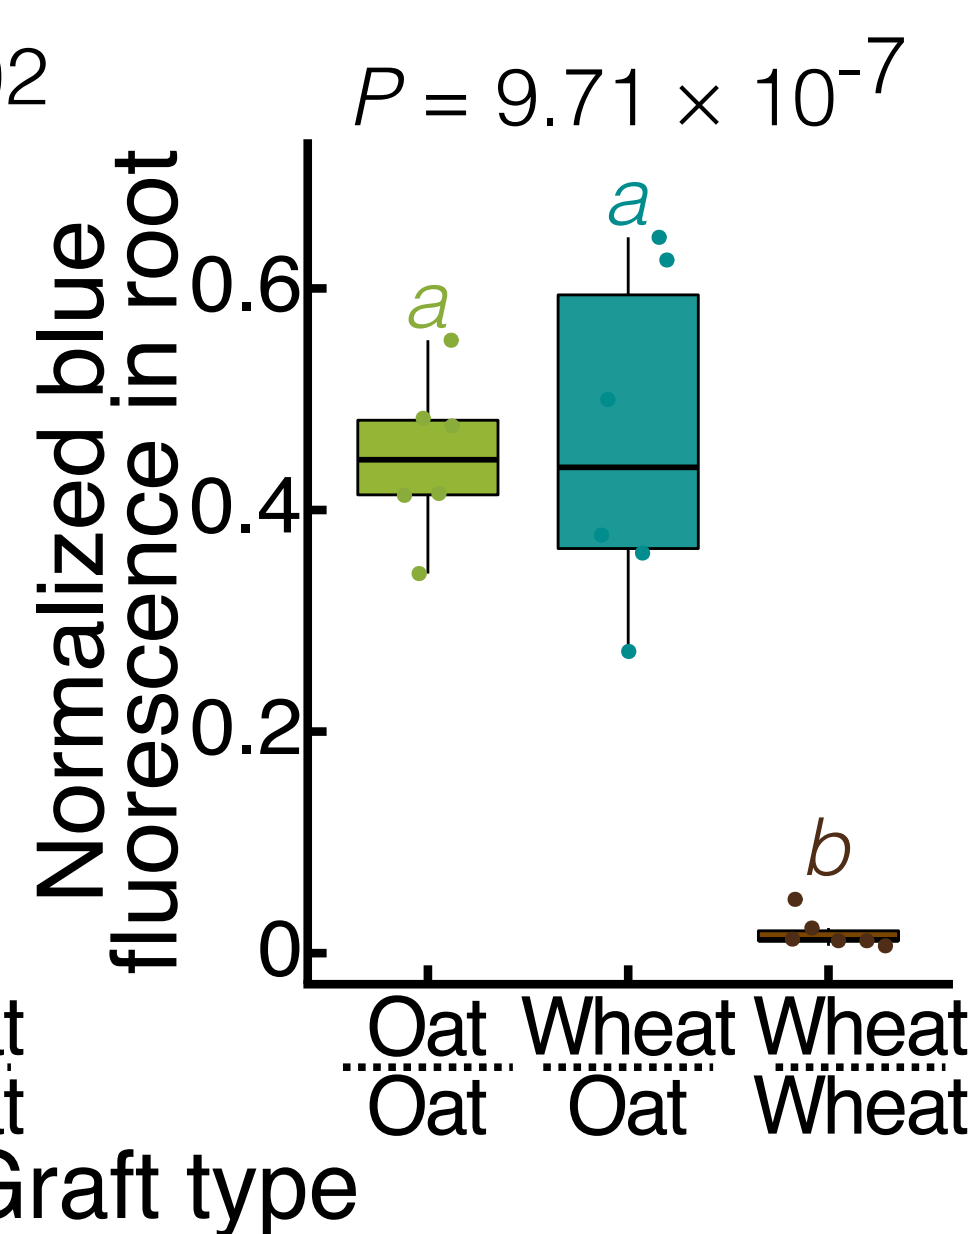 02
P = 9.71 × 10⁻⁷
Normalized blue
fluorescence in root
0.6
0.4
0.2
0
a
a
b
Oat Wheat Wheat
Oat Oat Wheat
Graft type